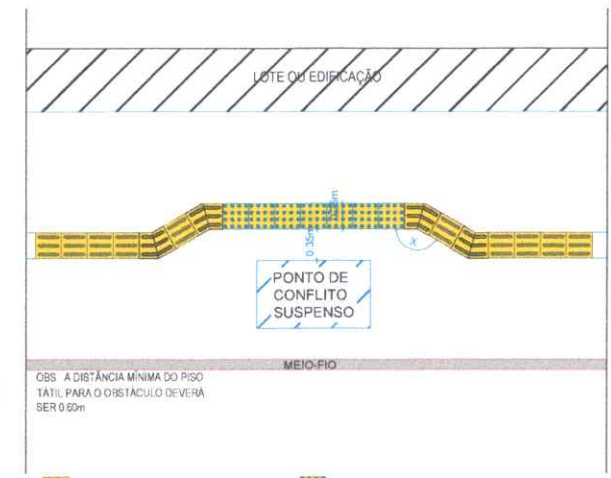 LOTE OU EDIFICAÇÃO
0.35m
X
PONTO DE
CONFLITO
SUSPENSO
MEIO-FIO
OBS A DISTÂNCIA MÍNIMA DO PISO
TÁTIL PARA O OBSTÁCULO DEVERÁ
SER 0.60m